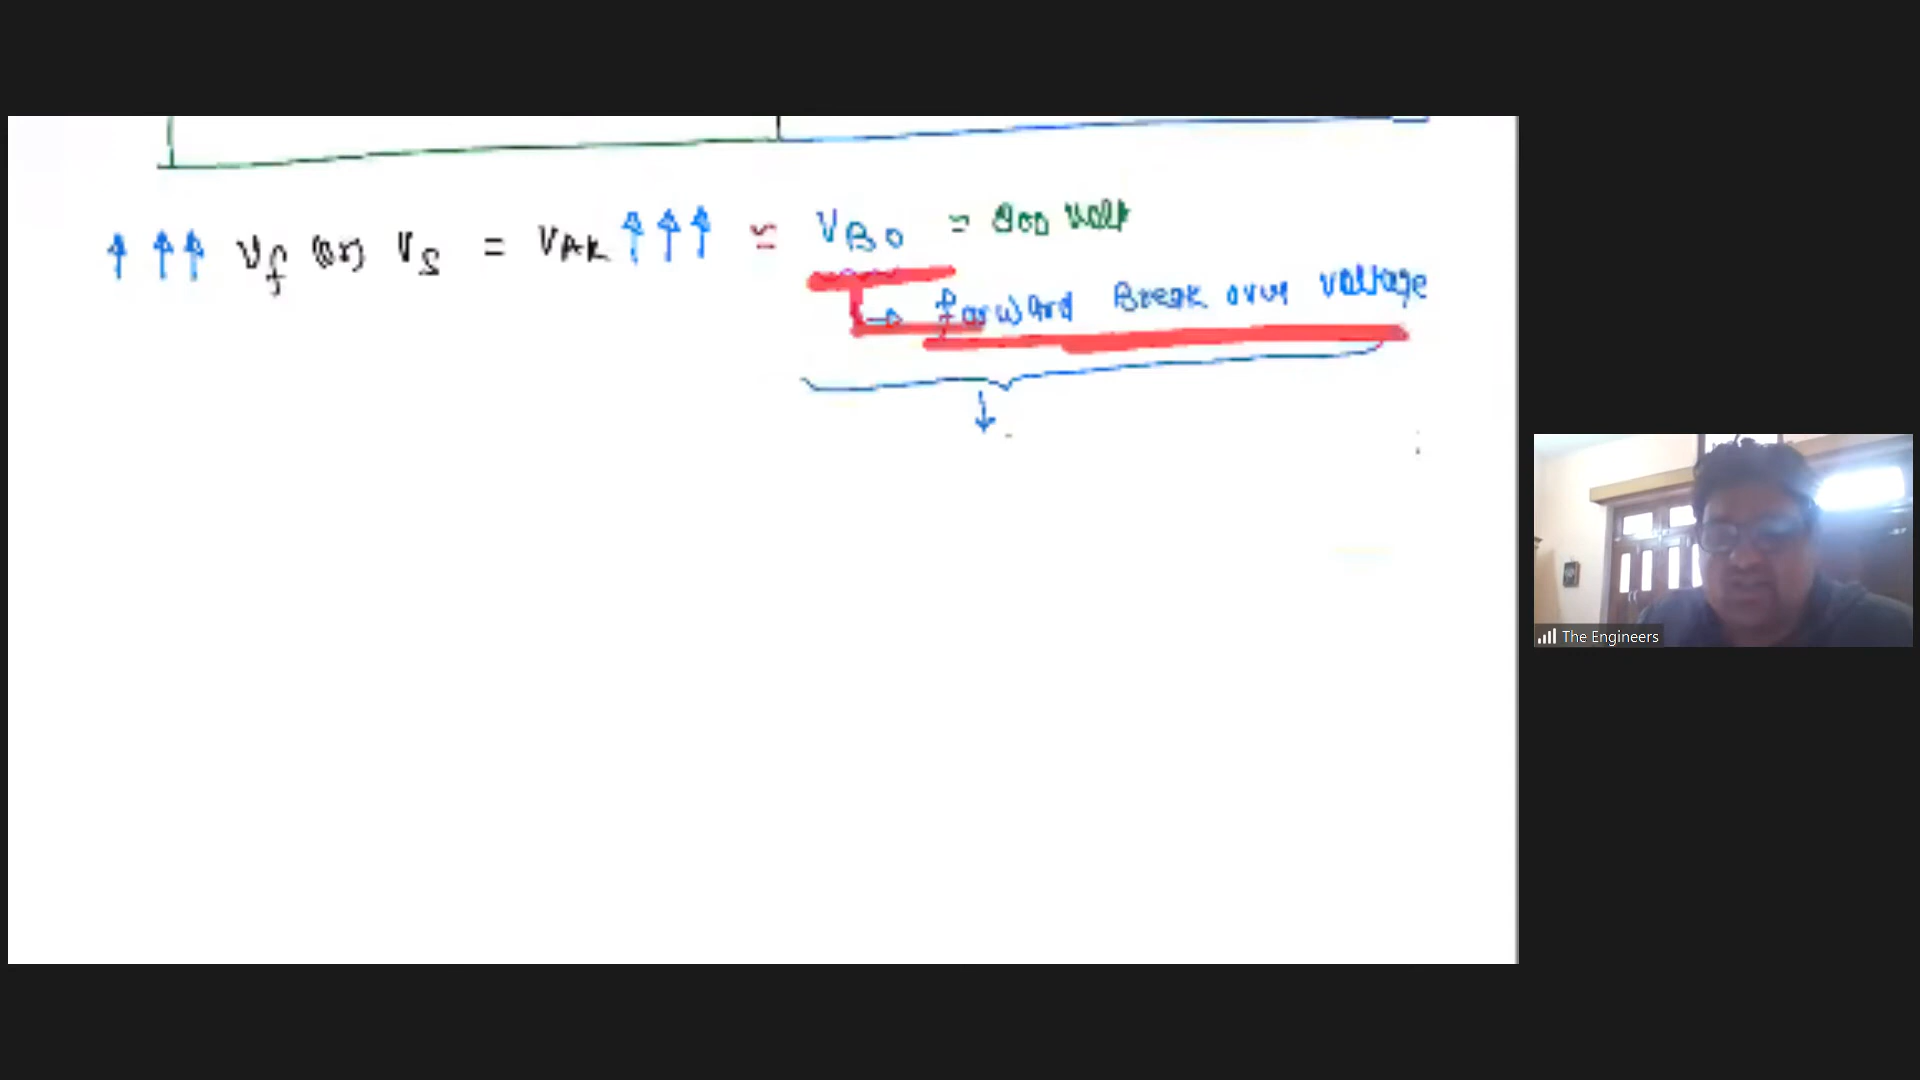 ↑ ↑↑ Vf (or) Vs = VAK ↑↑↑ ≃ VBO = 800 Volt
→ forward Break over voltage
↓
The Engineers